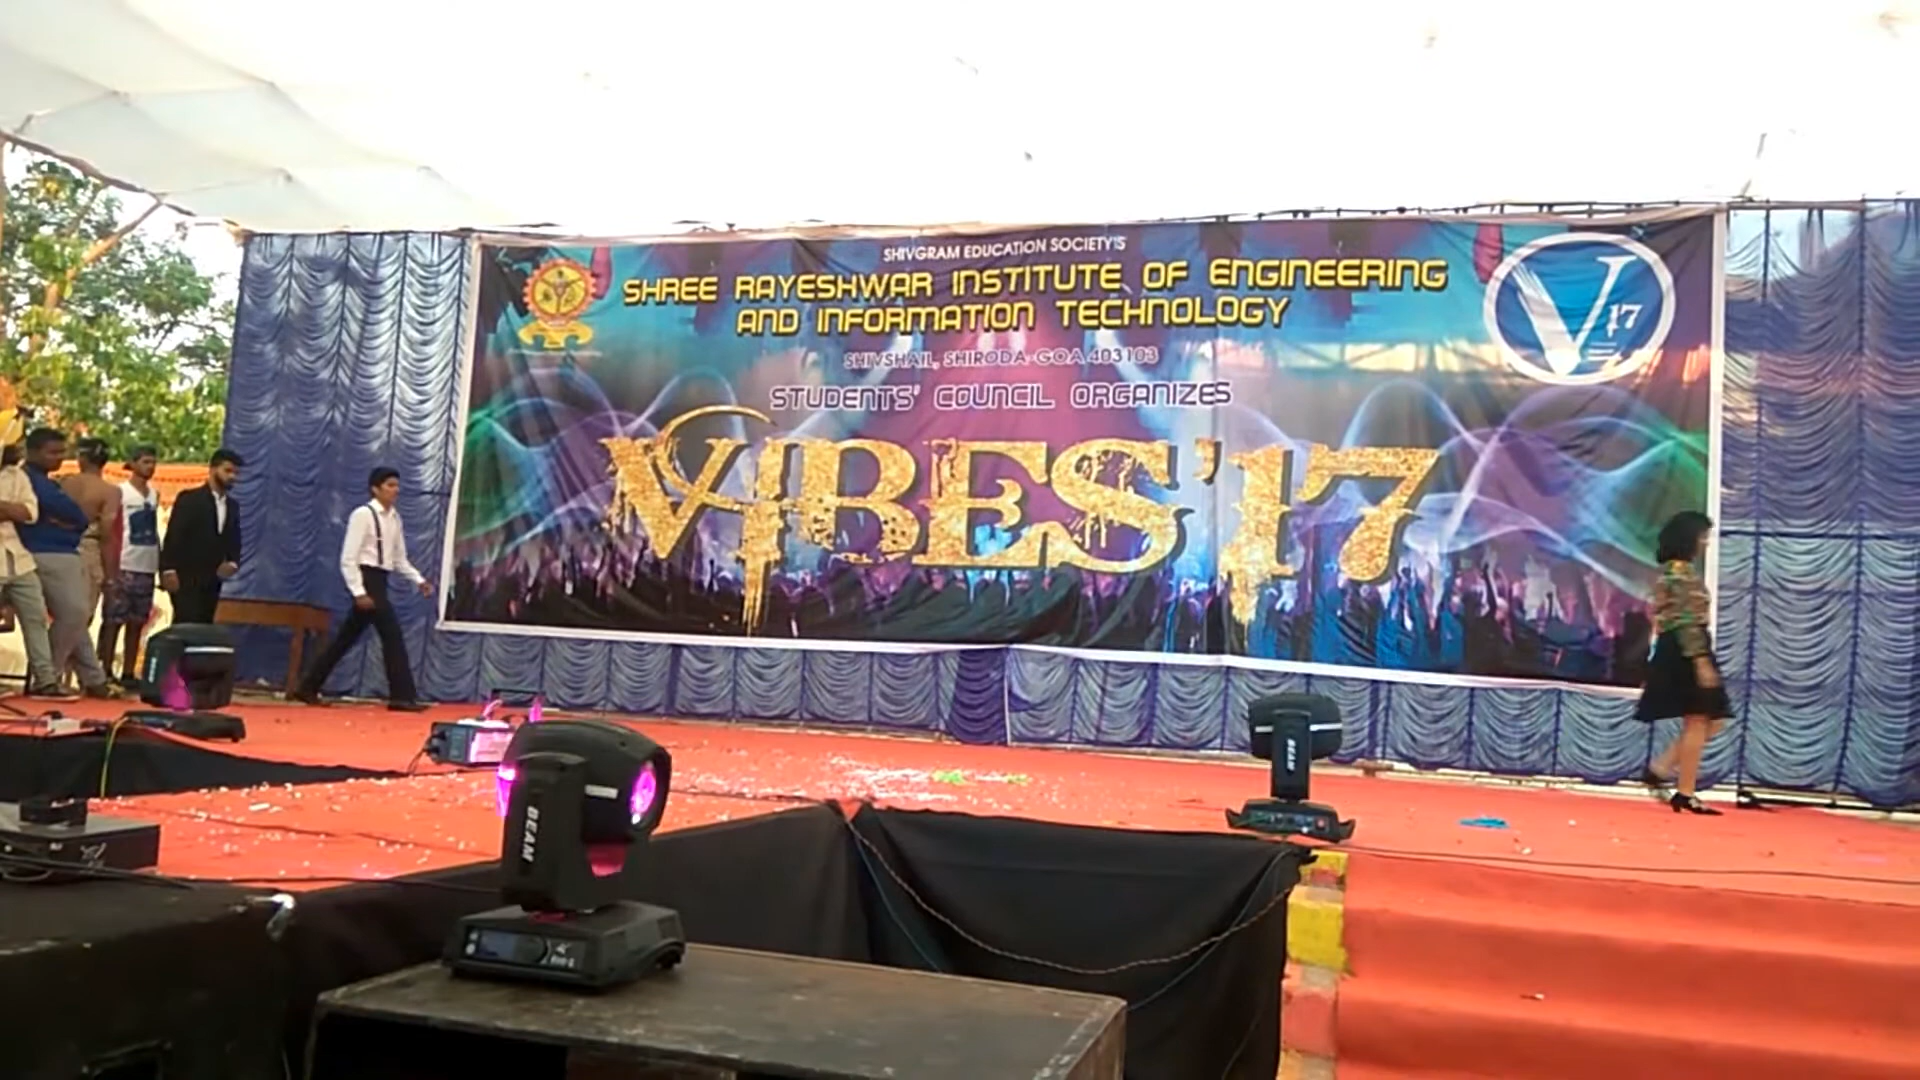 SHIVGRAM EDUCATION SOCIETY'S
SHREE RAYESHWAR INSTITUTE OF ENGINEERING
AND INFORMATION TECHNOLOGY
SHIVSHAIL, SHIRODA-GOA 403103
STUDENTS' COUNCIL ORGANIZES
VIBES'17
V 17
BEAM
BEAM